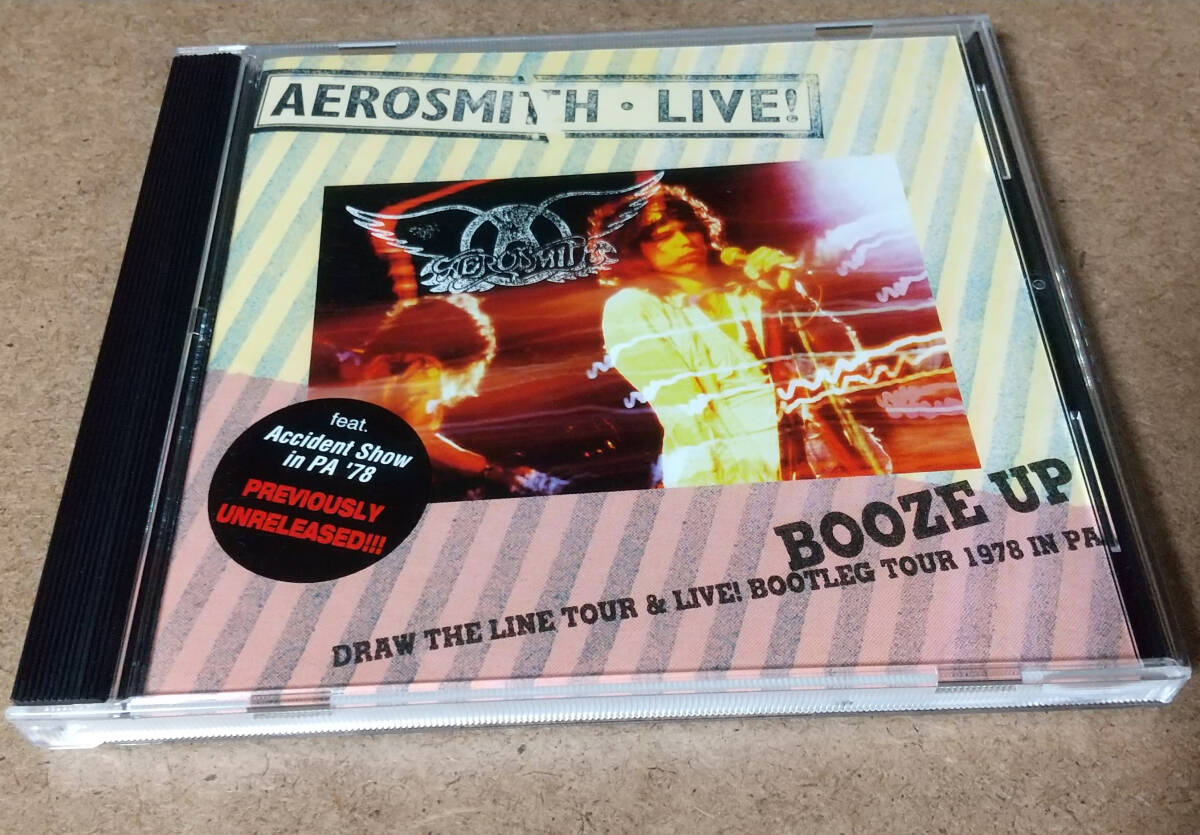 AEROSMITH • LIVE!
AEROSMITH
feat.
Accident Show
in PA '78
PREVIOUSLY
UNRELEASED!!!
BOOZE UP
DRAW THE LINE TOUR & LIVE! BOOTLEG TOUR 1978 IN PA